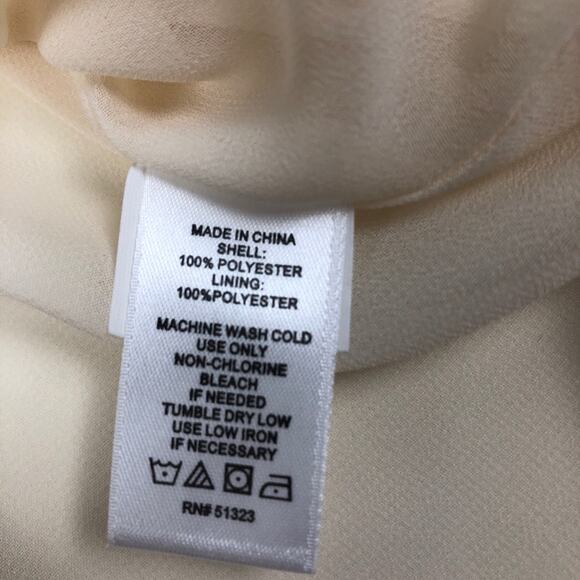 MADE IN CHINA
SHELL:
100% POLYESTER
LINING:
100%POLYESTER
MACHINE WASH COLD
USE ONLY
NON-CHLORINE
BLEACH
IF NEEDED
TUMBLE DRY LOW
USE LOW IRON
IF NECESSARY
RN# 51323